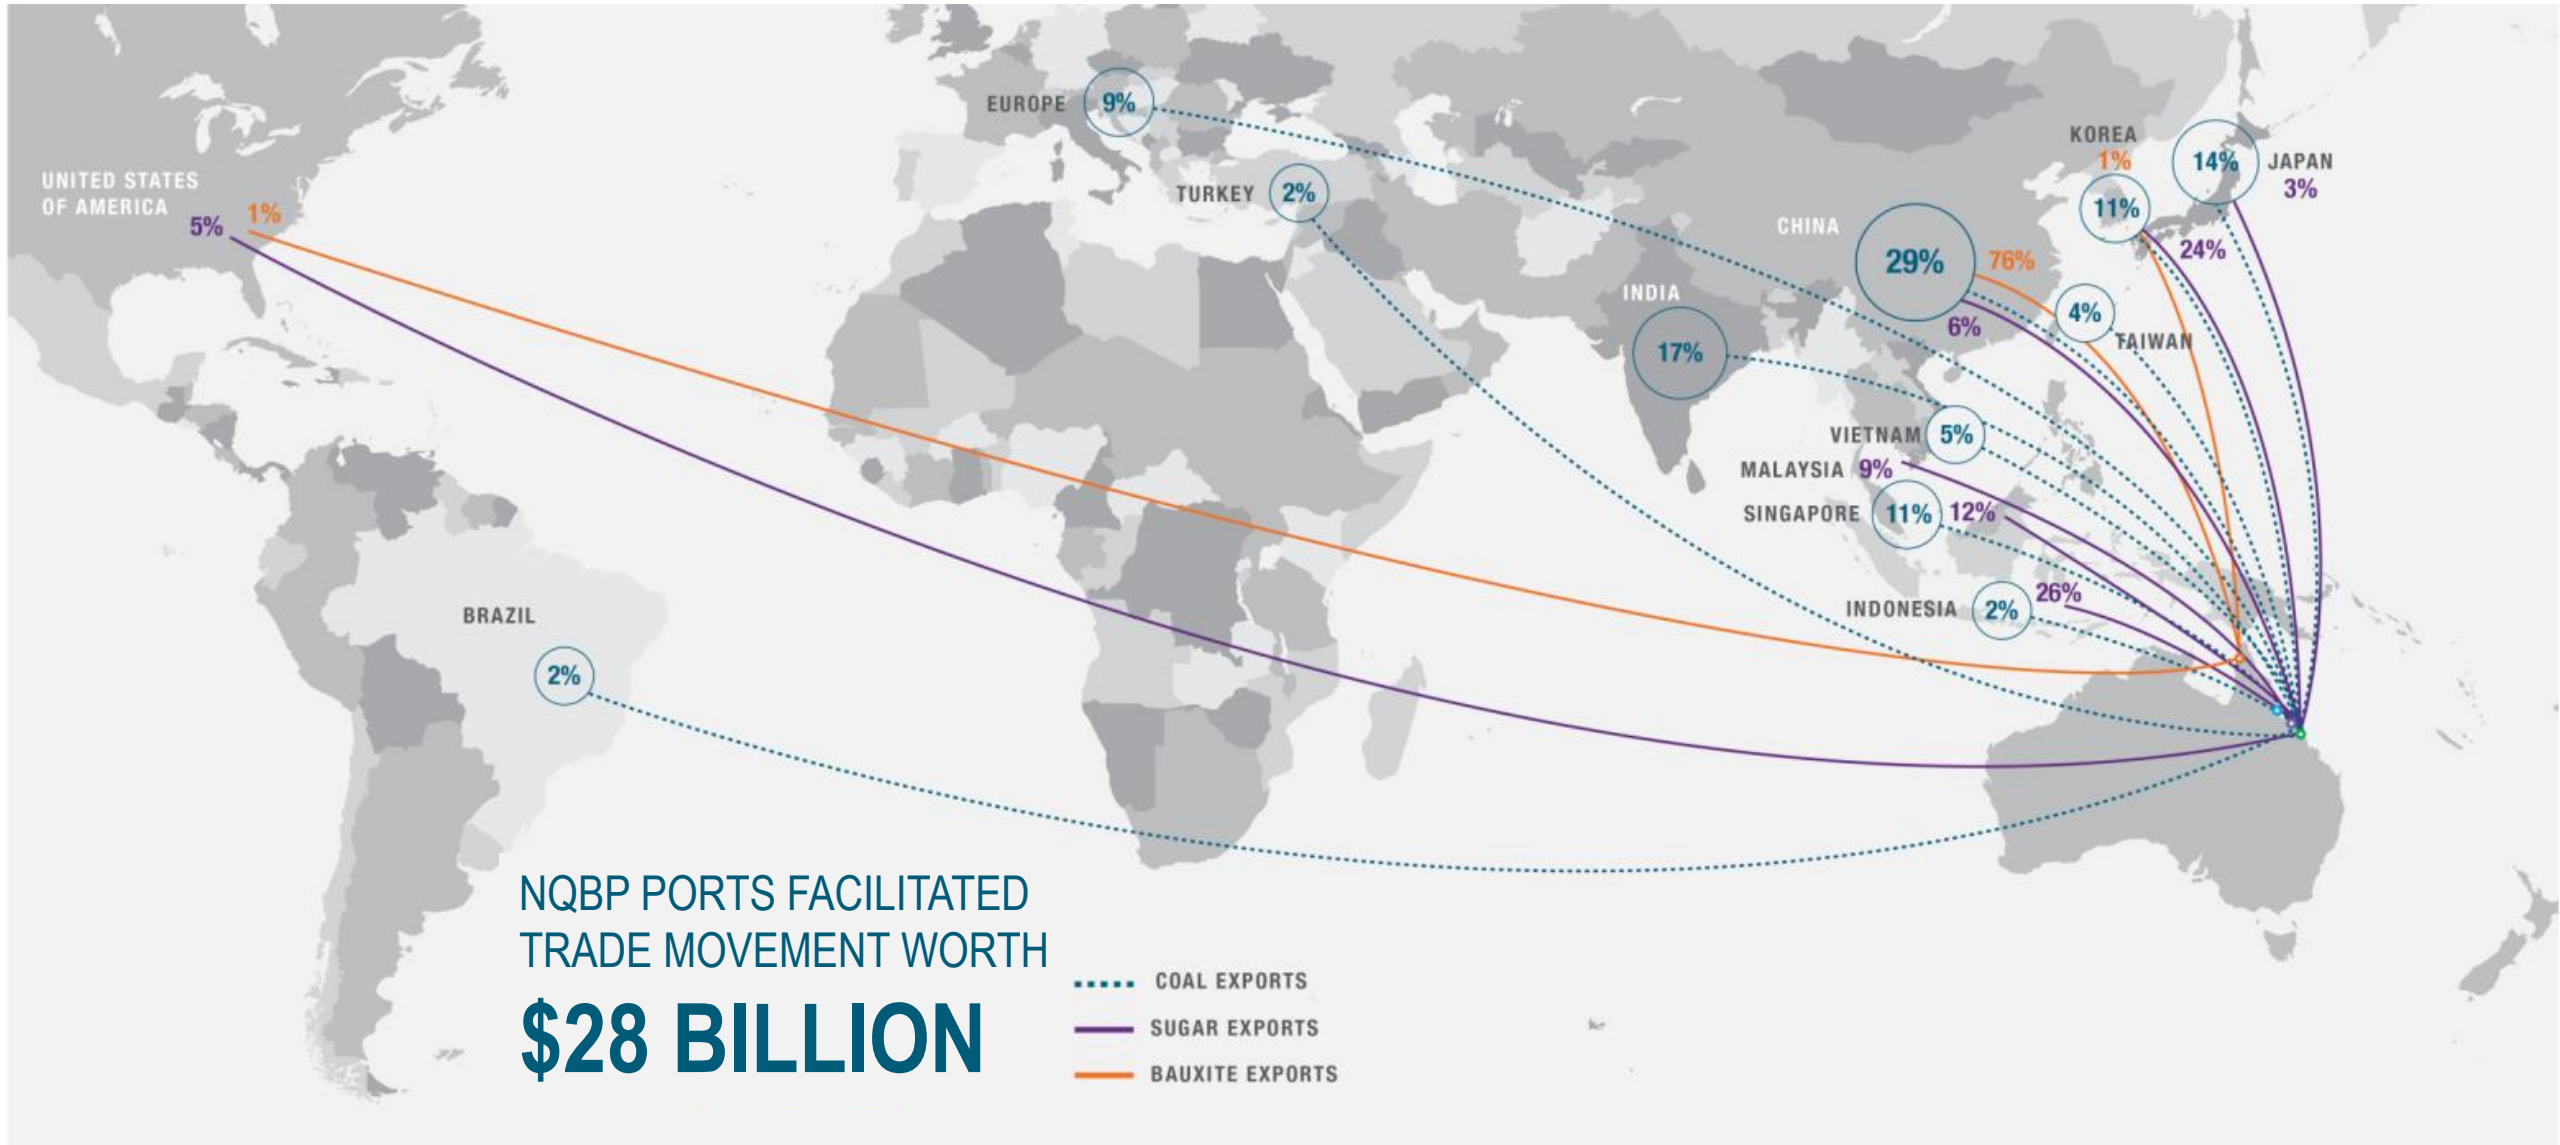 EUROPE 9%
TURKEY 2%
UNITED STATES
OF AMERICA
5% 1%
KOREA
1%
11%
14% JAPAN
3%
24%
CHINA
29% 76%
6%
4%
TAIWAN
INDIA
17%
VIETNAM 5%
MALAYSIA 9%
SINGAPORE 11% 12%
INDONESIA 2% 26%
BRAZIL
2%
NQBP PORTS FACILITATED
TRADE MOVEMENT WORTH
$28 BILLION
COAL EXPORTS
SUGAR EXPORTS
BAUXITE EXPORTS